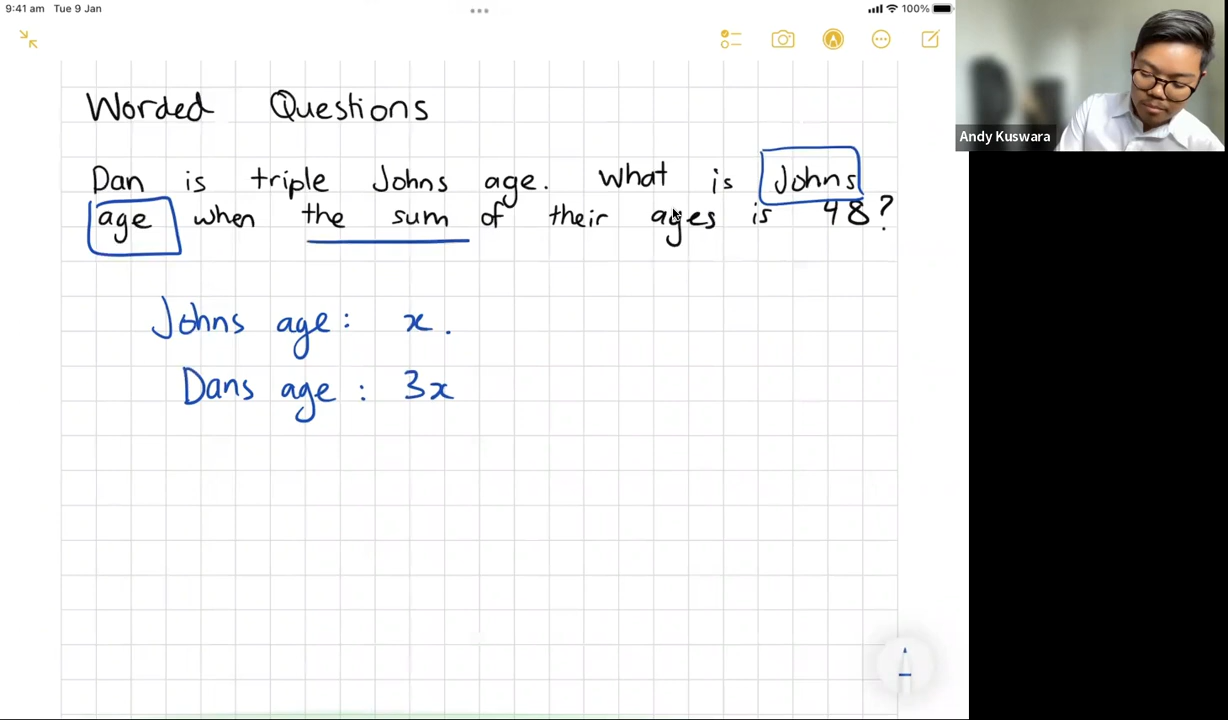 9:41 am Tue 9 Jan
100%
Worded Questions
Dan is triple Johns age. What is Johns
age when the sum of their ages is 48?
Johns age: x.
Dans age: 3x
Andy Kuswara